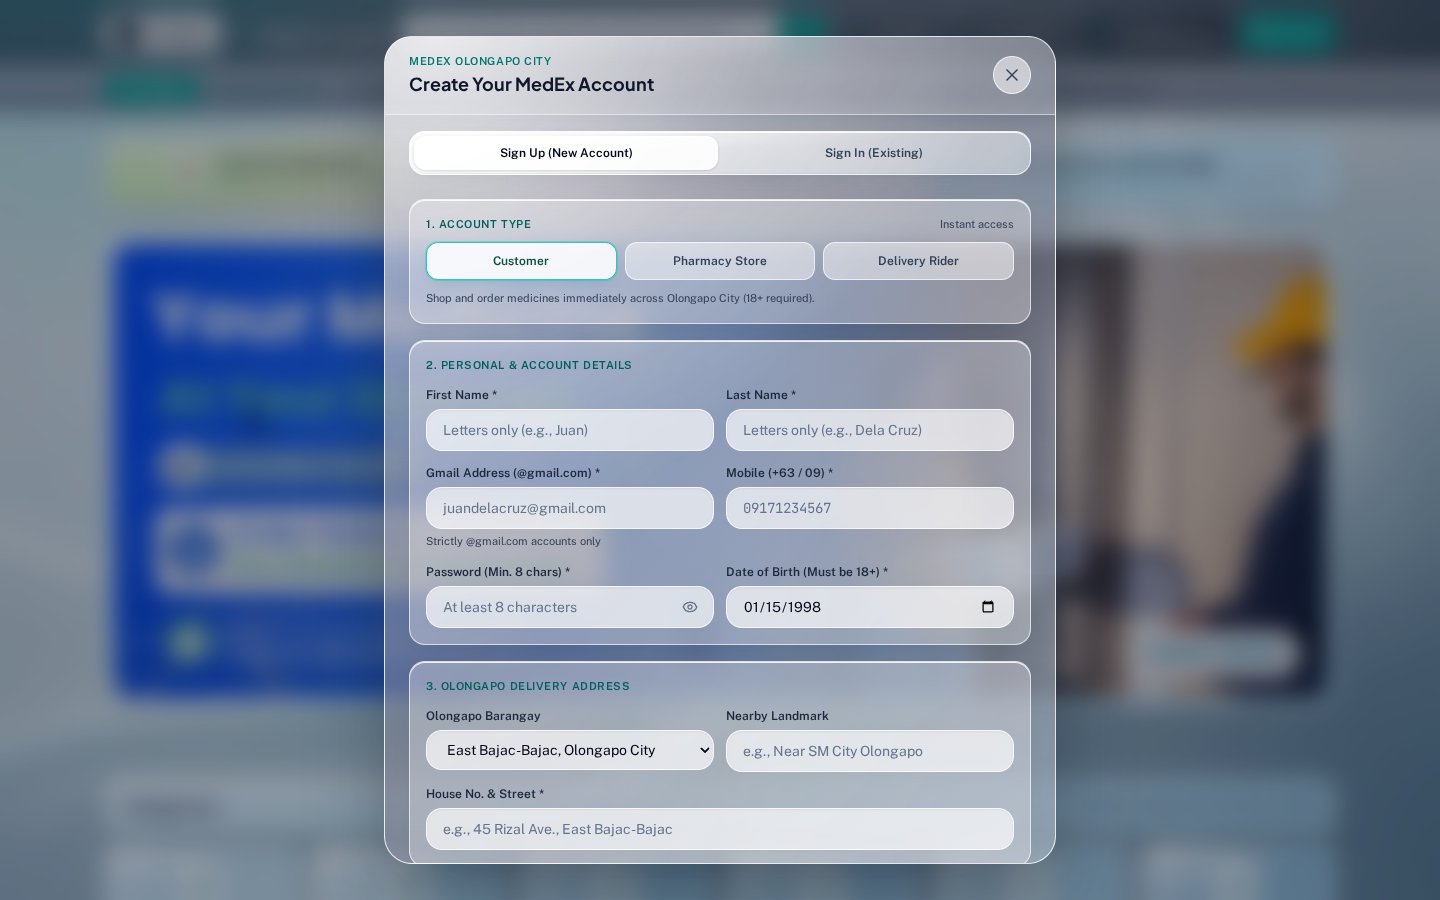 MEDEX OLONGAPO CITY
Create Your MedEx Account
Sign Up (New Account)
Sign In (Existing)
1. ACCOUNT TYPE
Instant access
Customer
Pharmacy Store
Delivery Rider
Shop and order medicines immediately across Olongapo City (18+ required).
2. PERSONAL & ACCOUNT DETAILS
First Name *
Last Name *
Letters only (e.g., Juan)
Letters only (e.g., Dela Cruz)
Gmail Address (@gmail.com) *
Mobile (+63 / 09) *
juandelacruz@gmail.com
09171234567
Strictly @gmail.com accounts only
Password (Min. 8 chars) *
Date of Birth (Must be 18+) *
At least 8 characters
01/15/1998
3. OLONGAPO DELIVERY ADDRESS
Olongapo Barangay
Nearby Landmark
East Bajac-Bajac, Olongapo City
e.g., Near SM City Olongapo
House No. & Street *
e.g., 45 Rizal Ave., East Bajac-Bajac